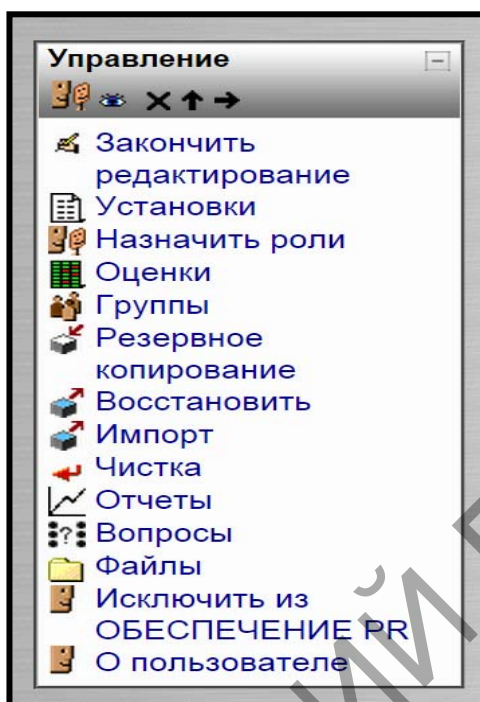 Управление
Закончить
редактирование
Установки
Назначить роли
Оценки
Группы
Резервное
копирование
Восстановить
Импорт
Чистка
Отчеты
Вопросы
Файлы
Исключить из
ОБЕСПЕЧЕНИЕ PR
О пользователе